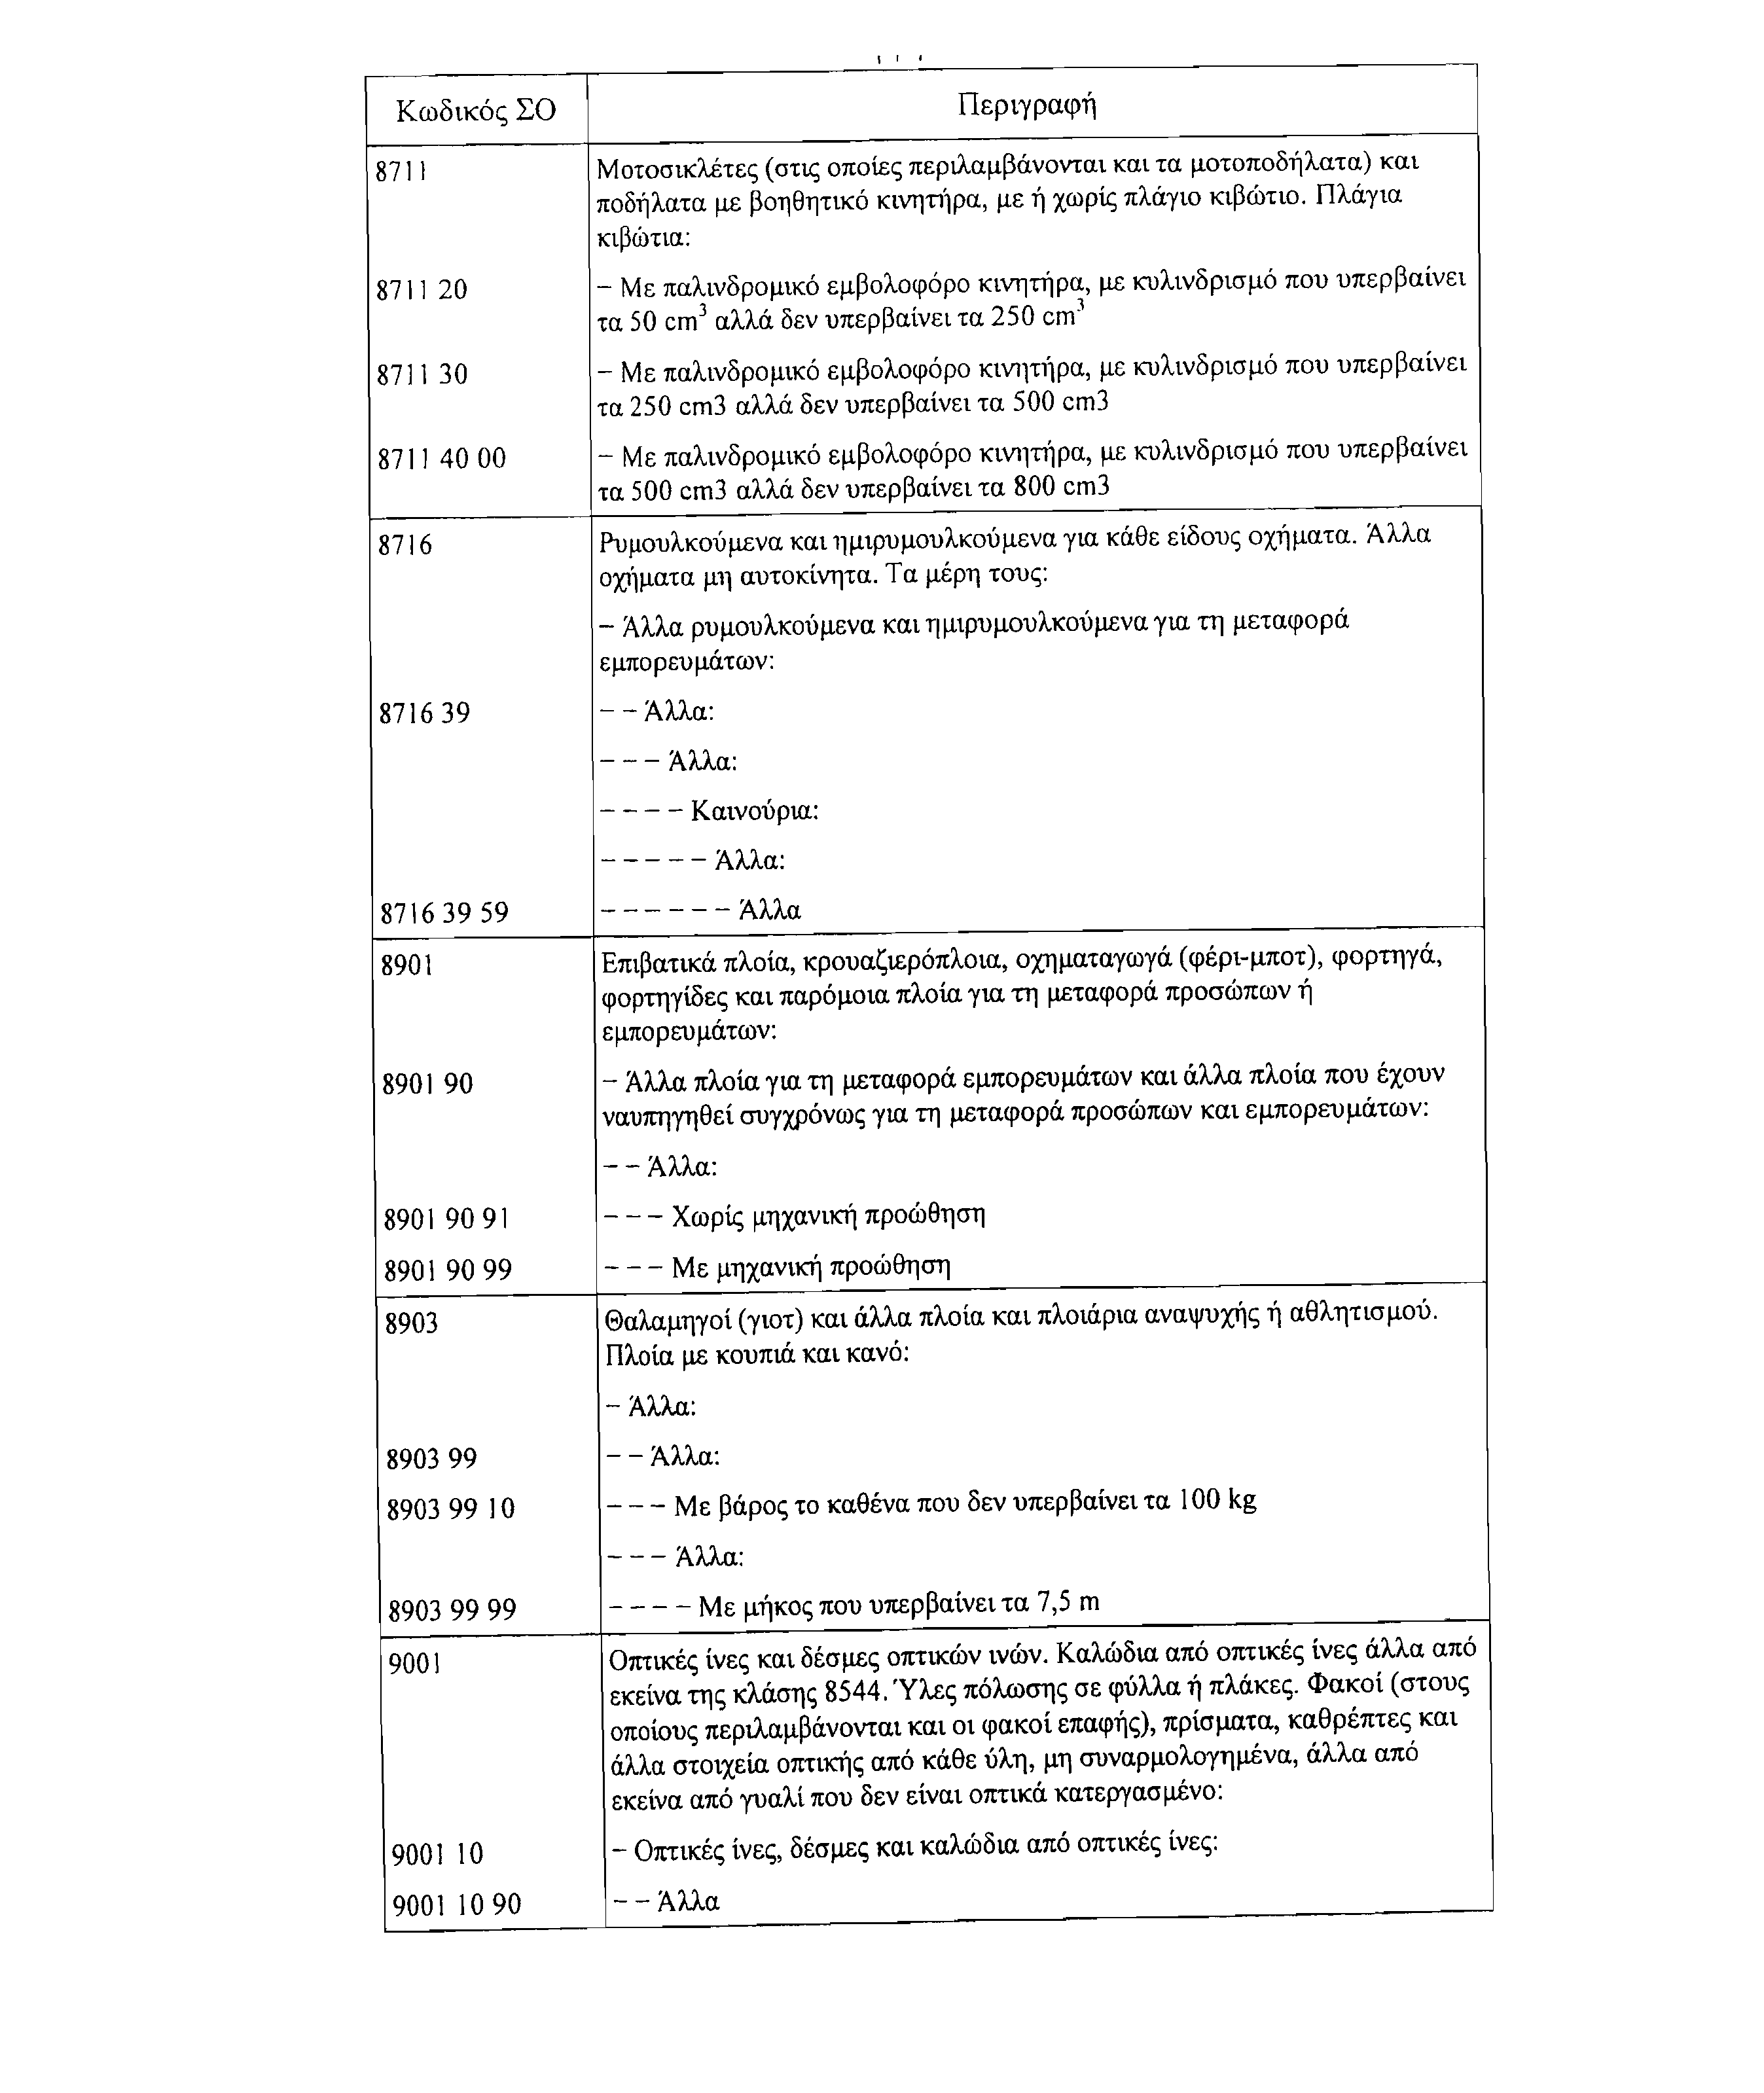 Κωδικός ΣΟ Περιγραφή
8711 Μοτοσικλέτες (στις οποίες περιλαμβάνονται και τα μοτοποδήλατα) και
ποδήλατα με βοηθητικό κινητήρα, με ή χωρίς πλάγιο κιβώτιο. Πλάγια
κιβώτια:
8711 20 – Με παλινδρομικό εμβολοφόρο κινητήρα, με κυλινδρισμό που υπερβαίνει
τα 50 cm³ αλλά δεν υπερβαίνει τα 250 cm³
8711 30 – Με παλινδρομικό εμβολοφόρο κινητήρα, με κυλινδρισμό που υπερβαίνει
τα 250 cm3 αλλά δεν υπερβαίνει τα 500 cm3
8711 40 00 – Με παλινδρομικό εμβολοφόρο κινητήρα, με κυλινδρισμό που υπερβαίνει
τα 500 cm3 αλλά δεν υπερβαίνει τα 800 cm3
8716 Ρυμουλκούμενα και ημιρυμουλκούμενα για κάθε είδους οχήματα. Άλλα
οχήματα μη αυτοκίνητα. Τα μέρη τους:
– Άλλα ρυμουλκούμενα και ημιρυμουλκούμενα για τη μεταφορά
εμπορευμάτων:
8716 39 – – Άλλα:
– – – Άλλα:
– – – – Καινούρια:
– – – – – Άλλα:
8716 39 59 – – – – – – Άλλα
8901 Επιβατικά πλοία, κρουαζιερόπλοια, οχηματαγωγά (φέρι-μποτ), φορτηγά,
φορτηγίδες και παρόμοια πλοία για τη μεταφορά προσώπων ή
εμπορευμάτων:
8901 90 – Άλλα πλοία για τη μεταφορά εμπορευμάτων και άλλα πλοία που έχουν
ναυπηγηθεί συγχρόνως για τη μεταφορά προσώπων και εμπορευμάτων:
– – Άλλα:
8901 90 91 – – – Χωρίς μηχανική προώθηση
8901 90 99 – – – Με μηχανική προώθηση
8903 Θαλαμηγοί (γιοτ) και άλλα πλοία και πλοιάρια αναψυχής ή αθλητισμού.
Πλοία με κουπιά και κανό:
– Άλλα:
8903 99 – – Άλλα:
8903 99 10 – – – Με βάρος το καθένα που δεν υπερβαίνει τα 100 kg
– – – Άλλα:
8903 99 99 – – – – Με μήκος που υπερβαίνει τα 7,5 m
9001 Οπτικές ίνες και δέσμες οπτικών ινών. Καλώδια από οπτικές ίνες άλλα από
εκείνα της κλάσης 8544. Ύλες πόλωσης σε φύλλα ή πλάκες. Φακοί (στους
οποίους περιλαμβάνονται και οι φακοί επαφής), πρίσματα, καθρέπτες και
άλλα στοιχεία οπτικής από κάθε ύλη, μη συναρμολογημένα, άλλα από
εκείνα από γυαλί που δεν είναι οπτικά κατεργασμένο:
9001 10 – Οπτικές ίνες, δέσμες και καλώδια από οπτικές ίνες:
9001 10 90 – – Άλλα